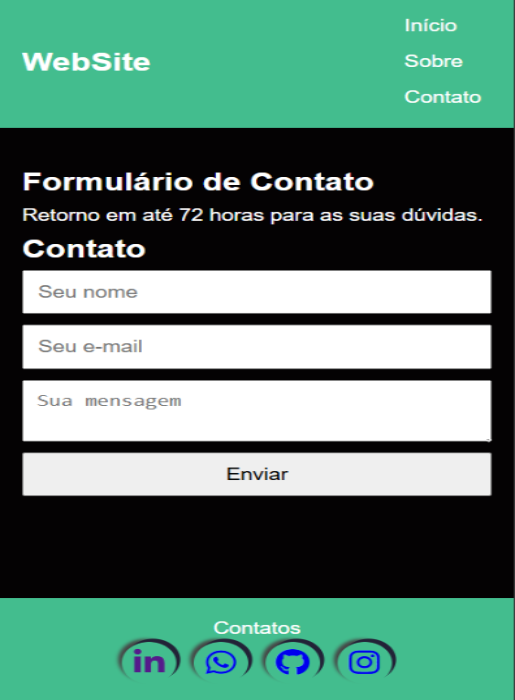 WebSite
Início
Sobre
Contato
Formulário de Contato
Retorno em até 72 horas para as suas dúvidas.
Contato
Seu nome
Seu e-mail
Sua mensagem
Enviar
Contatos
in